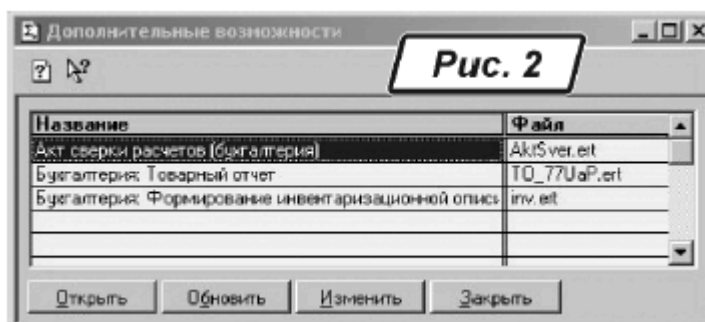 Дополнительные возможности
Рис. 2
Название Файл
Акт сверки расчетов (бухгалтерия) AktSver.ert
Бухгалтерия: Товарный отчет TO_77UaP.ert
Бухгалтерия: Формирование инвентаризационной описи inv.ert
Открыть Обновить Изменить Закрыть